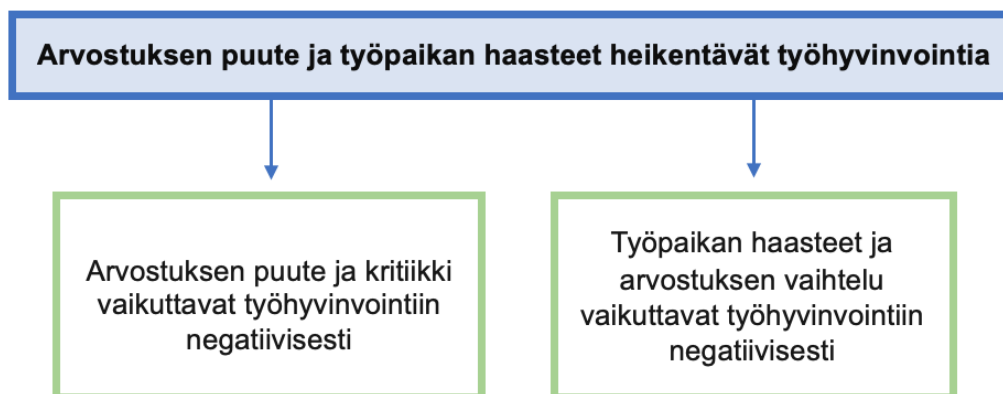 Arvostuksen puute ja työpaikan haasteet heikentävät työhyvinvointia
Arvostuksen puute ja kritiikki
vaikuttavat työhyvinvointiin
negatiivisesti
Työpaikan haasteet ja
arvostuksen vaihtelu
vaikuttavat työhyvinvointiin
negatiivisesti